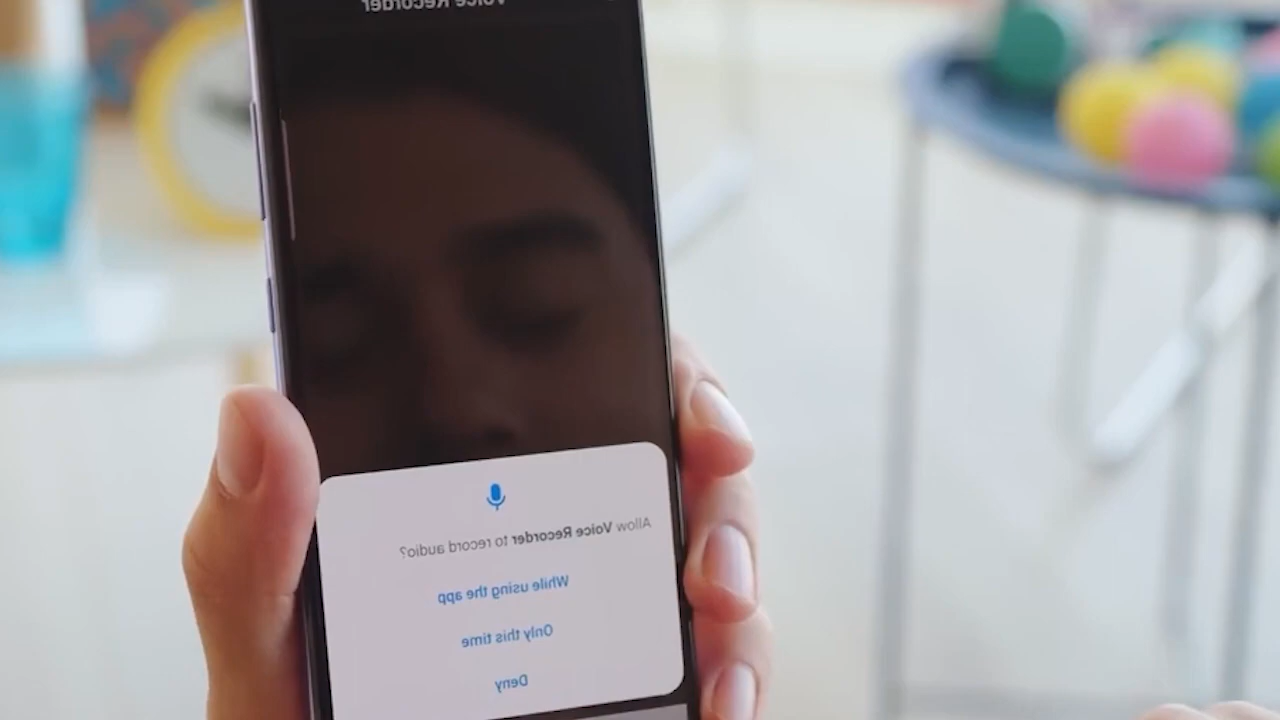 Voice Recorder
Allow Voice Recorder to record audio?
While using the app
Only this time
Deny